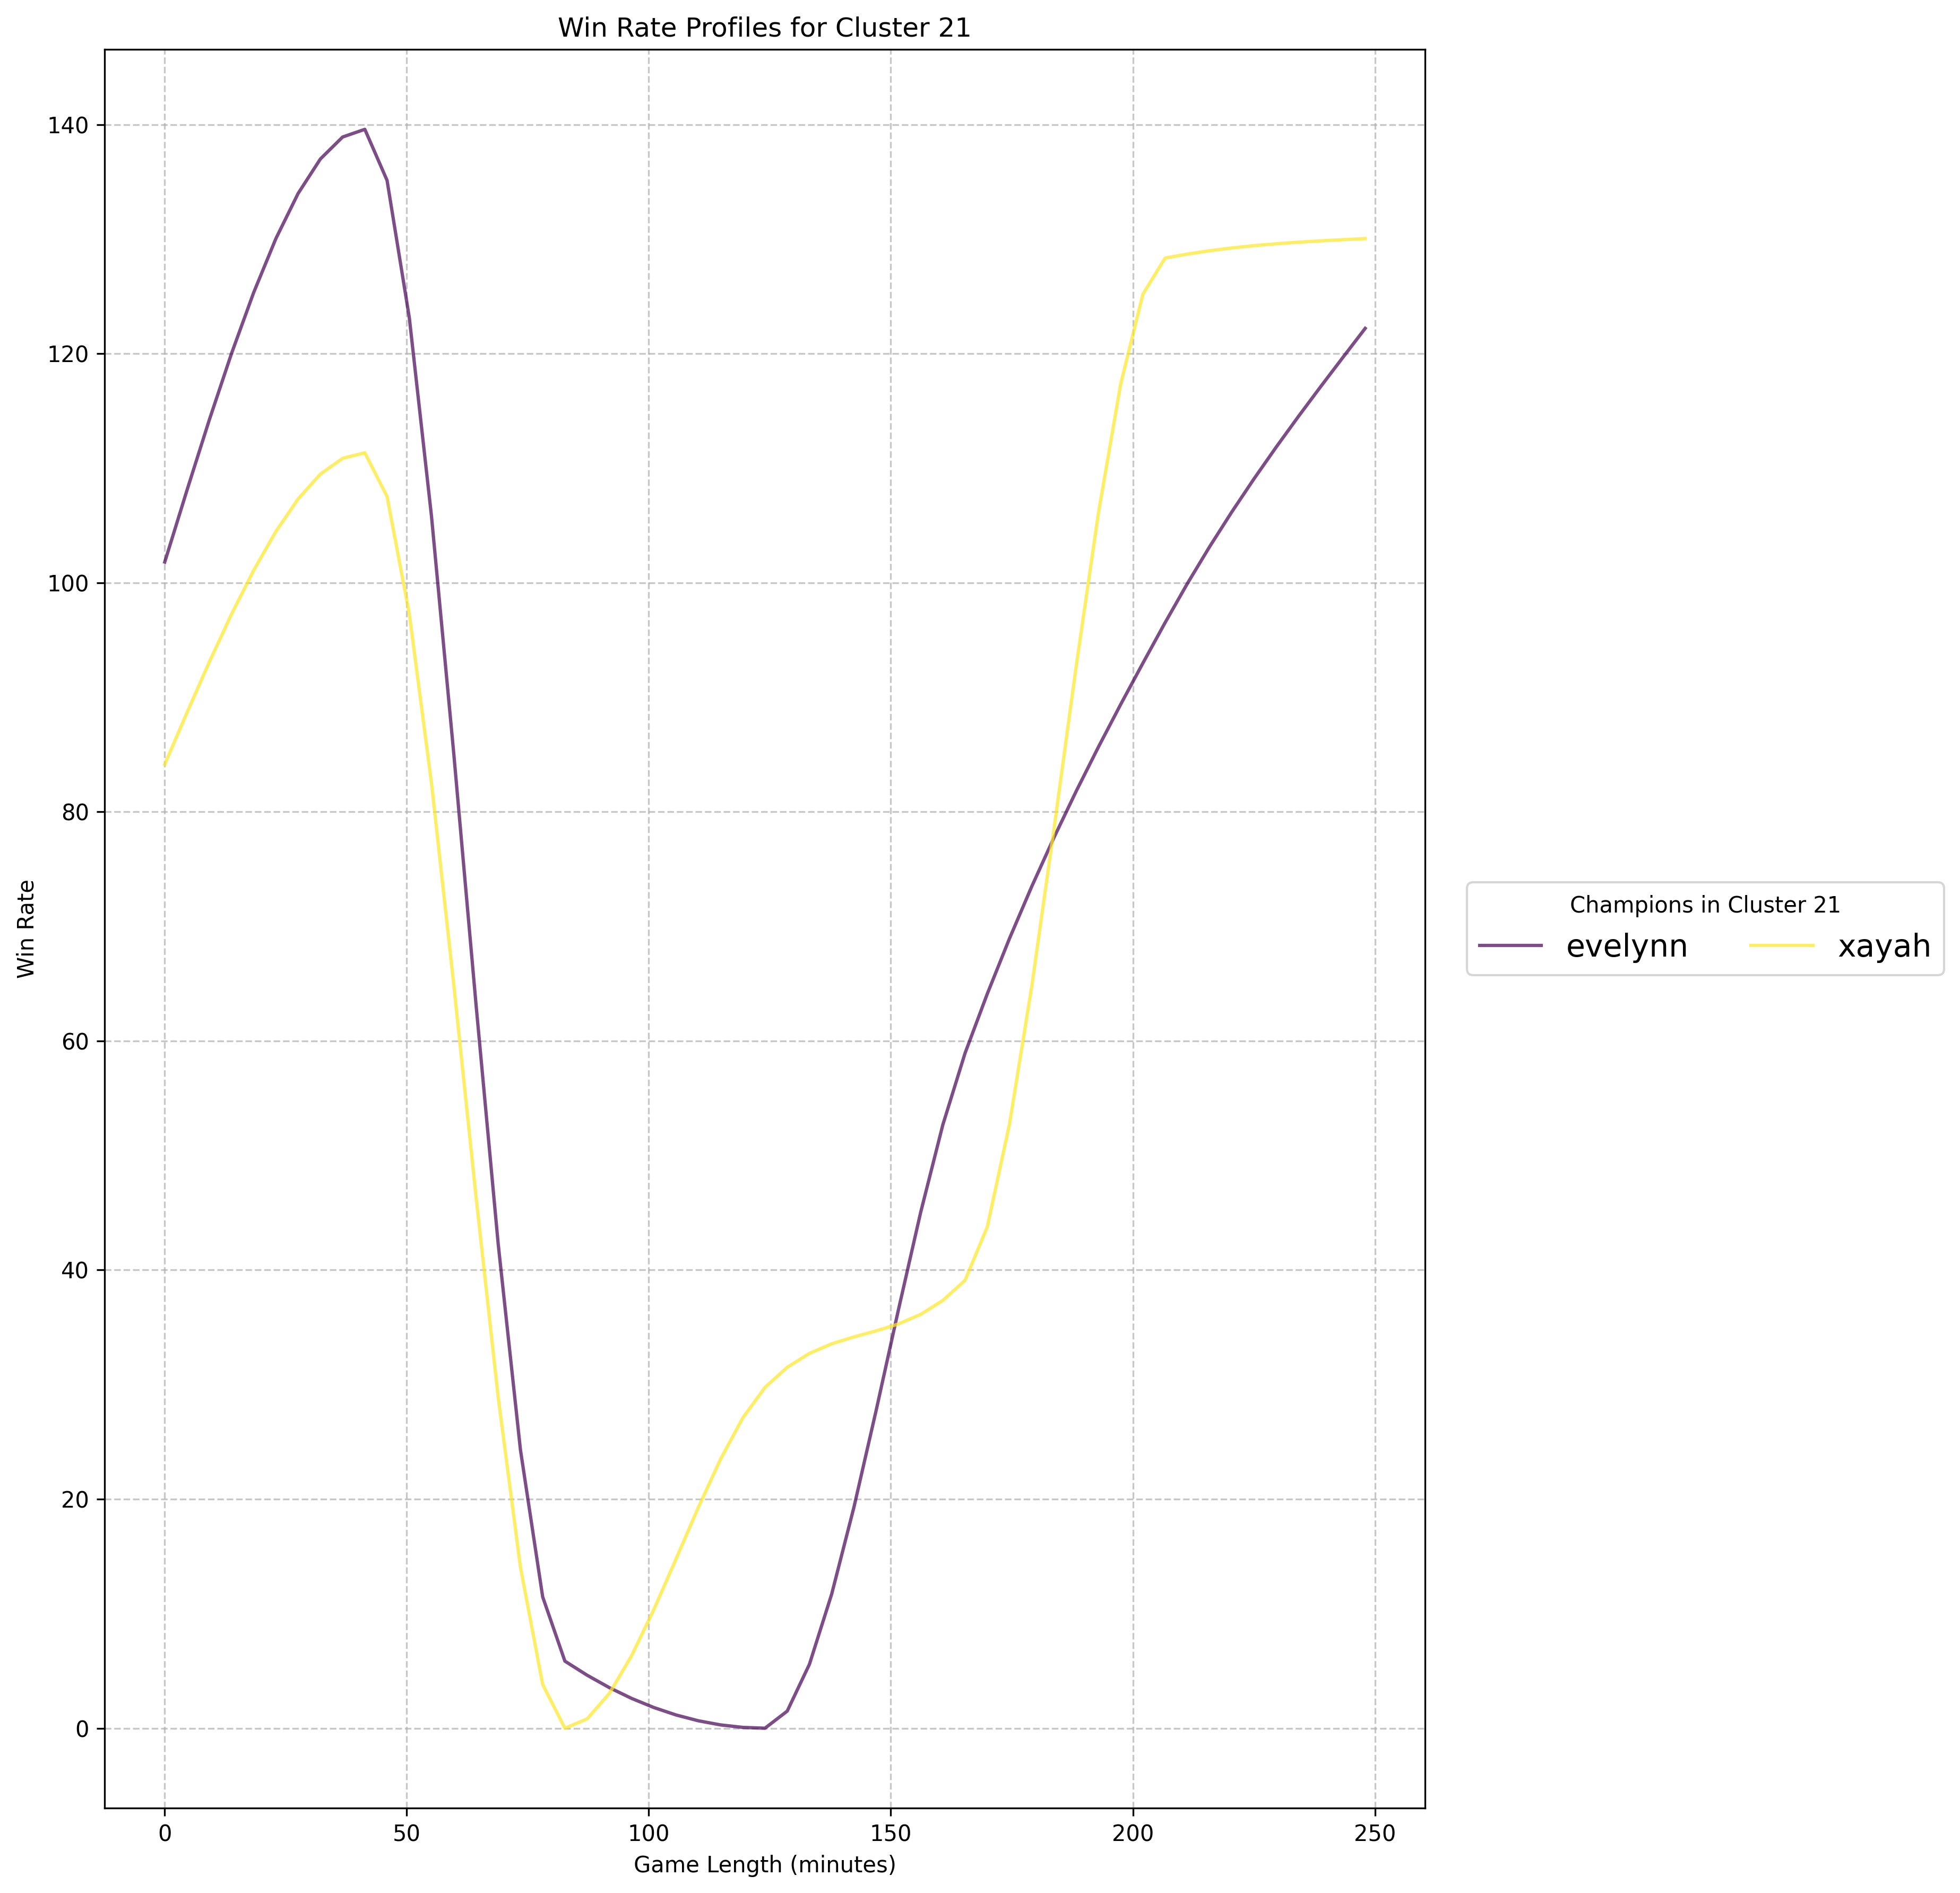 Win Rate Profiles for Cluster 21
140
120
100
80
60
40
20
0
Win Rate
0 50 100 150 200 250
Game Length (minutes)
Champions in Cluster 21
evelynn xayah